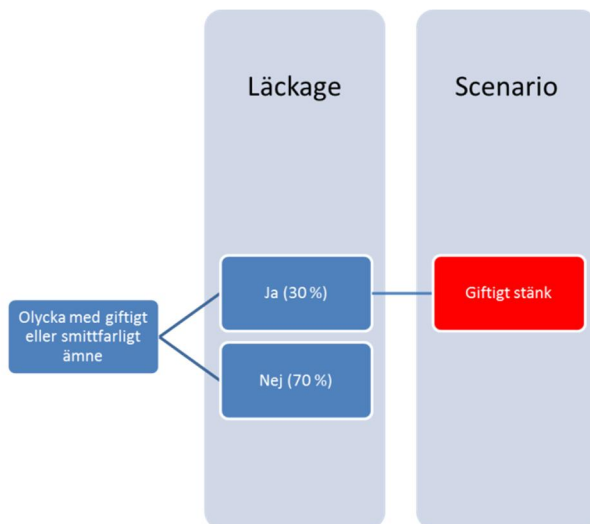 Läckage
Scenario
Olycka med giftigt
eller smittfarligt
ämne
Ja (30 %)
Nej (70 %)
Giftigt stänk